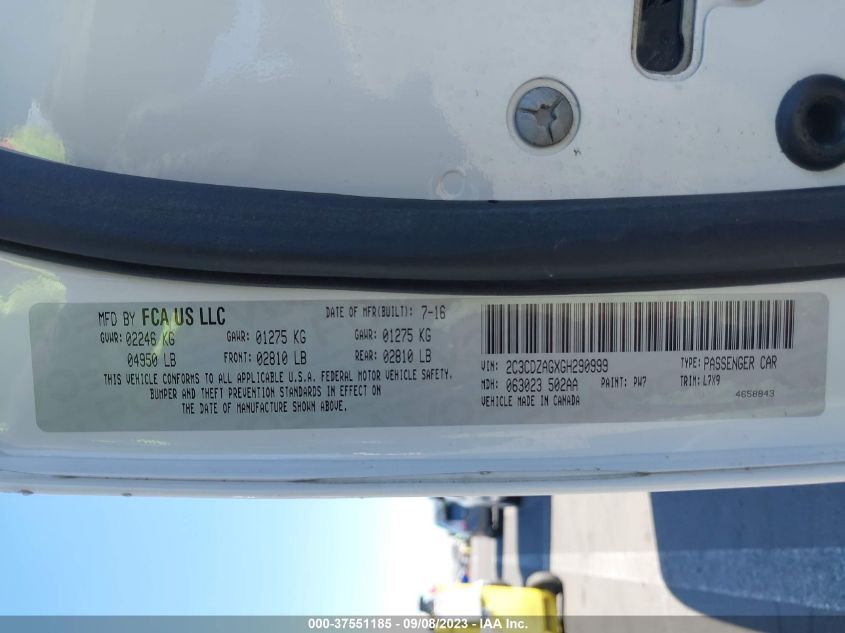 MFD BY FCA US LLC
DATE OF MFR(BUILT): 7-16
GVWR: 02246 KG
GAWR: 01275 KG
GAWR: 01275 KG
04950 LB
FRONT: 02810 LB
REAR: 02810 LB
THIS VEHICLE CONFORMS TO ALL APPLICABLE U.S.A. FEDERAL MOTOR VEHICLE SAFETY,
BUMPER AND THEFT PREVENTION STANDARDS IN EFFECT ON
THE DATE OF MANUFACTURE SHOWN ABOVE.
VIN: 2C3CDZAGXGH290999
TYPE: PASSENGER CAR
MDH: 063023 502AA
PAINT: PW7
TRIM: L7X9
VEHICLE MADE IN CANADA
4658843
000-37551185 - 09/08/2023 - IAA Inc.